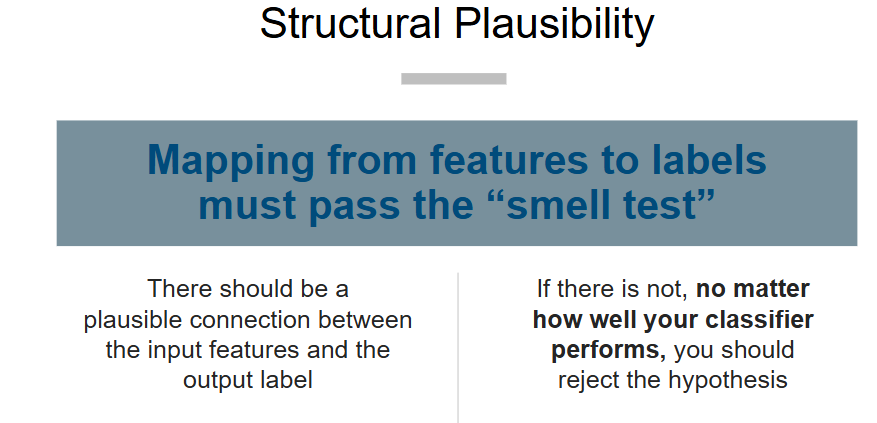 Structural Plausibility
Mapping from features to labels
must pass the “smell test”
There should be a
plausible connection between
the input features and the
output label
If there is not, no matter
how well your classifier
performs, you should
reject the hypothesis